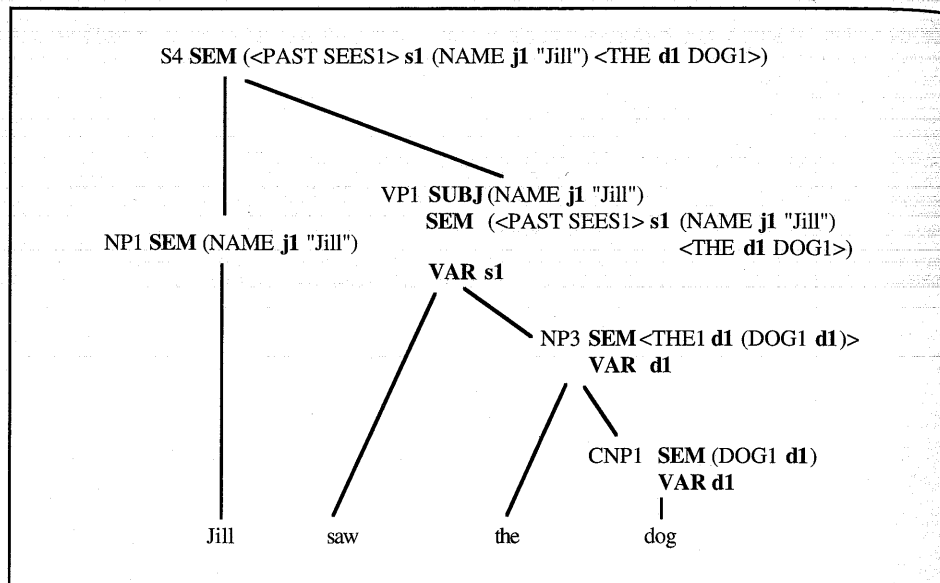 S4 SEM (<PAST SEES1> s1 (NAME j1 "Jill") <THE d1 DOG1>)
VP1 SUBJ (NAME j1 "Jill")
SEM (<PAST SEES1> s1 (NAME j1 "Jill")
NP1 SEM (NAME j1 "Jill")
<THE d1 DOG1>)
VAR s1
NP3 SEM <THE1 d1 (DOG1 d1)>
VAR d1
CNP1 SEM (DOG1 d1)
VAR d1
Jill saw the dog